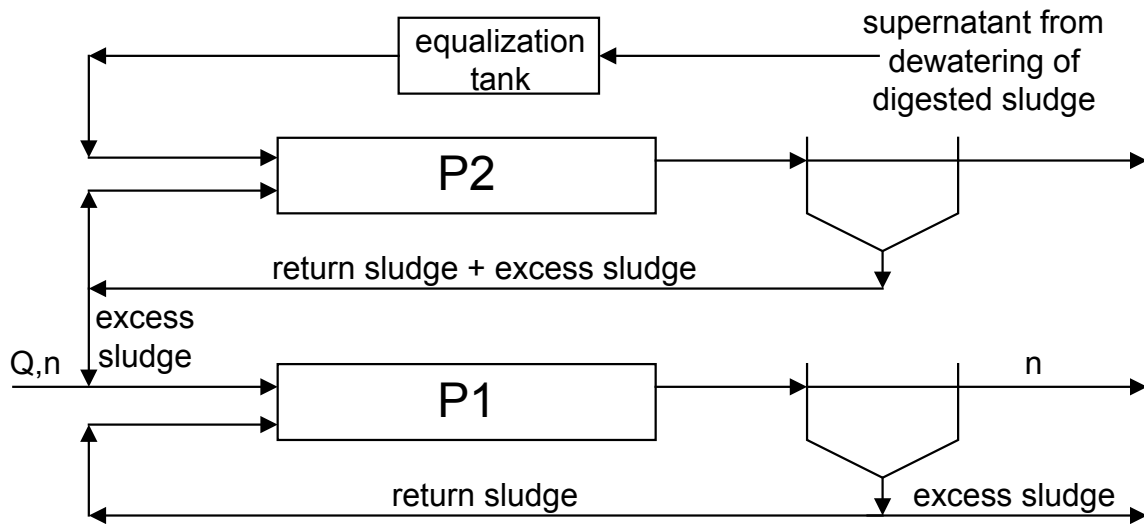 equalization
tank
supernatant from
dewatering of
digested sludge
P2
return sludge + excess sludge
excess
sludge
Q,n
P1
n
return sludge
excess sludge